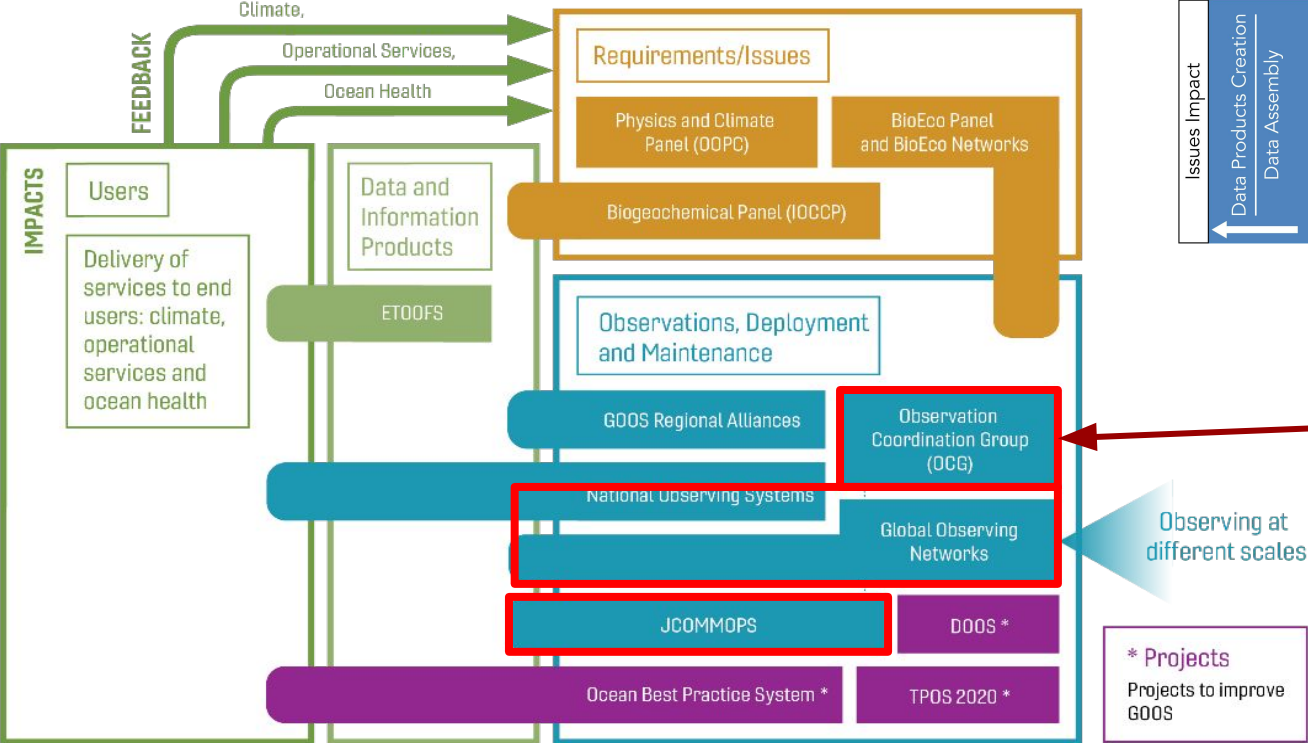 Climate,
Operational Services,
Ocean Health
FEEDBACK
IMPACTS
Users
Delivery of
services to end
users: climate,
operational
services and
ocean health
Data and
Information
Products
ETOOFS
Requirements/Issues
Physics and Climate
Panel (OOPC)
BioEco Panel
and BioEco Networks
Biogeochemical Panel (IOCCP)
Observations, Deployment
and Maintenance
GOOS Regional Alliances
Observation
Coordination Group
(OCG)
National Observing Systems
Global Observing
Networks
JCOMMOPS
DOOS *
Ocean Best Practice System *
TPOS 2020 *
Issues Impact
Data Products Creation
Data Assembly
Observing at
different scales
* Projects
Projects to improve
GOOS